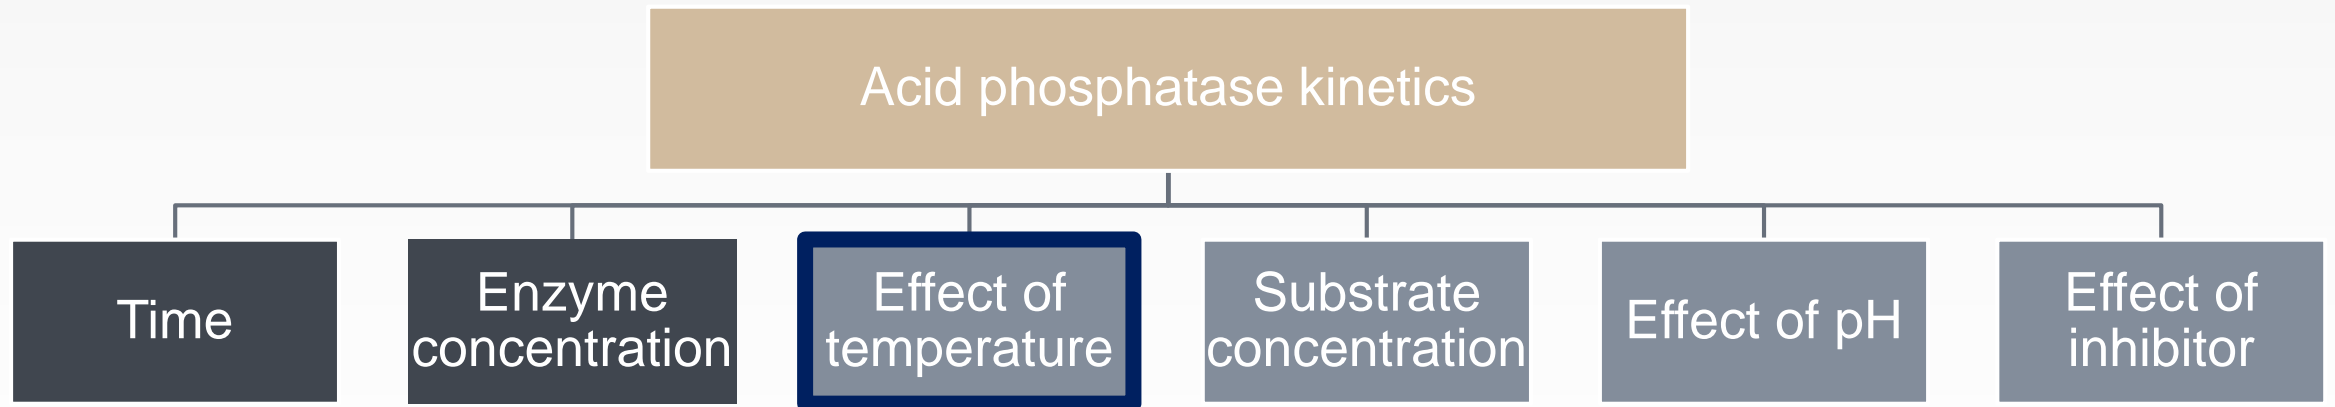 Acid phosphatase kinetics
Time
Enzyme
concentration
Effect of
temperature
Substrate
concentration
Effect of pH
Effect of
inhibitor